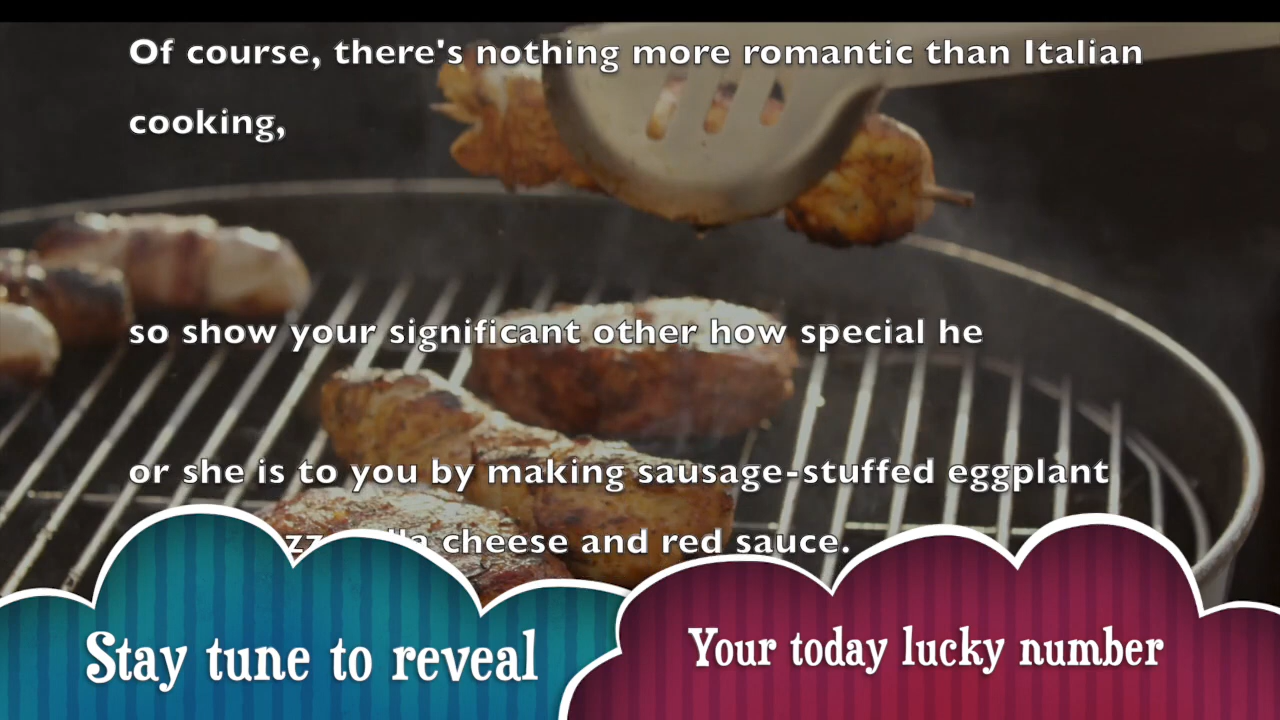 Of course, there's nothing more romantic than Italian
cooking,
so show your significant other how special he
or she is to you by making sausage-stuffed eggplant
cheese and red sauce.
Stay tune to reveal
Your today lucky number